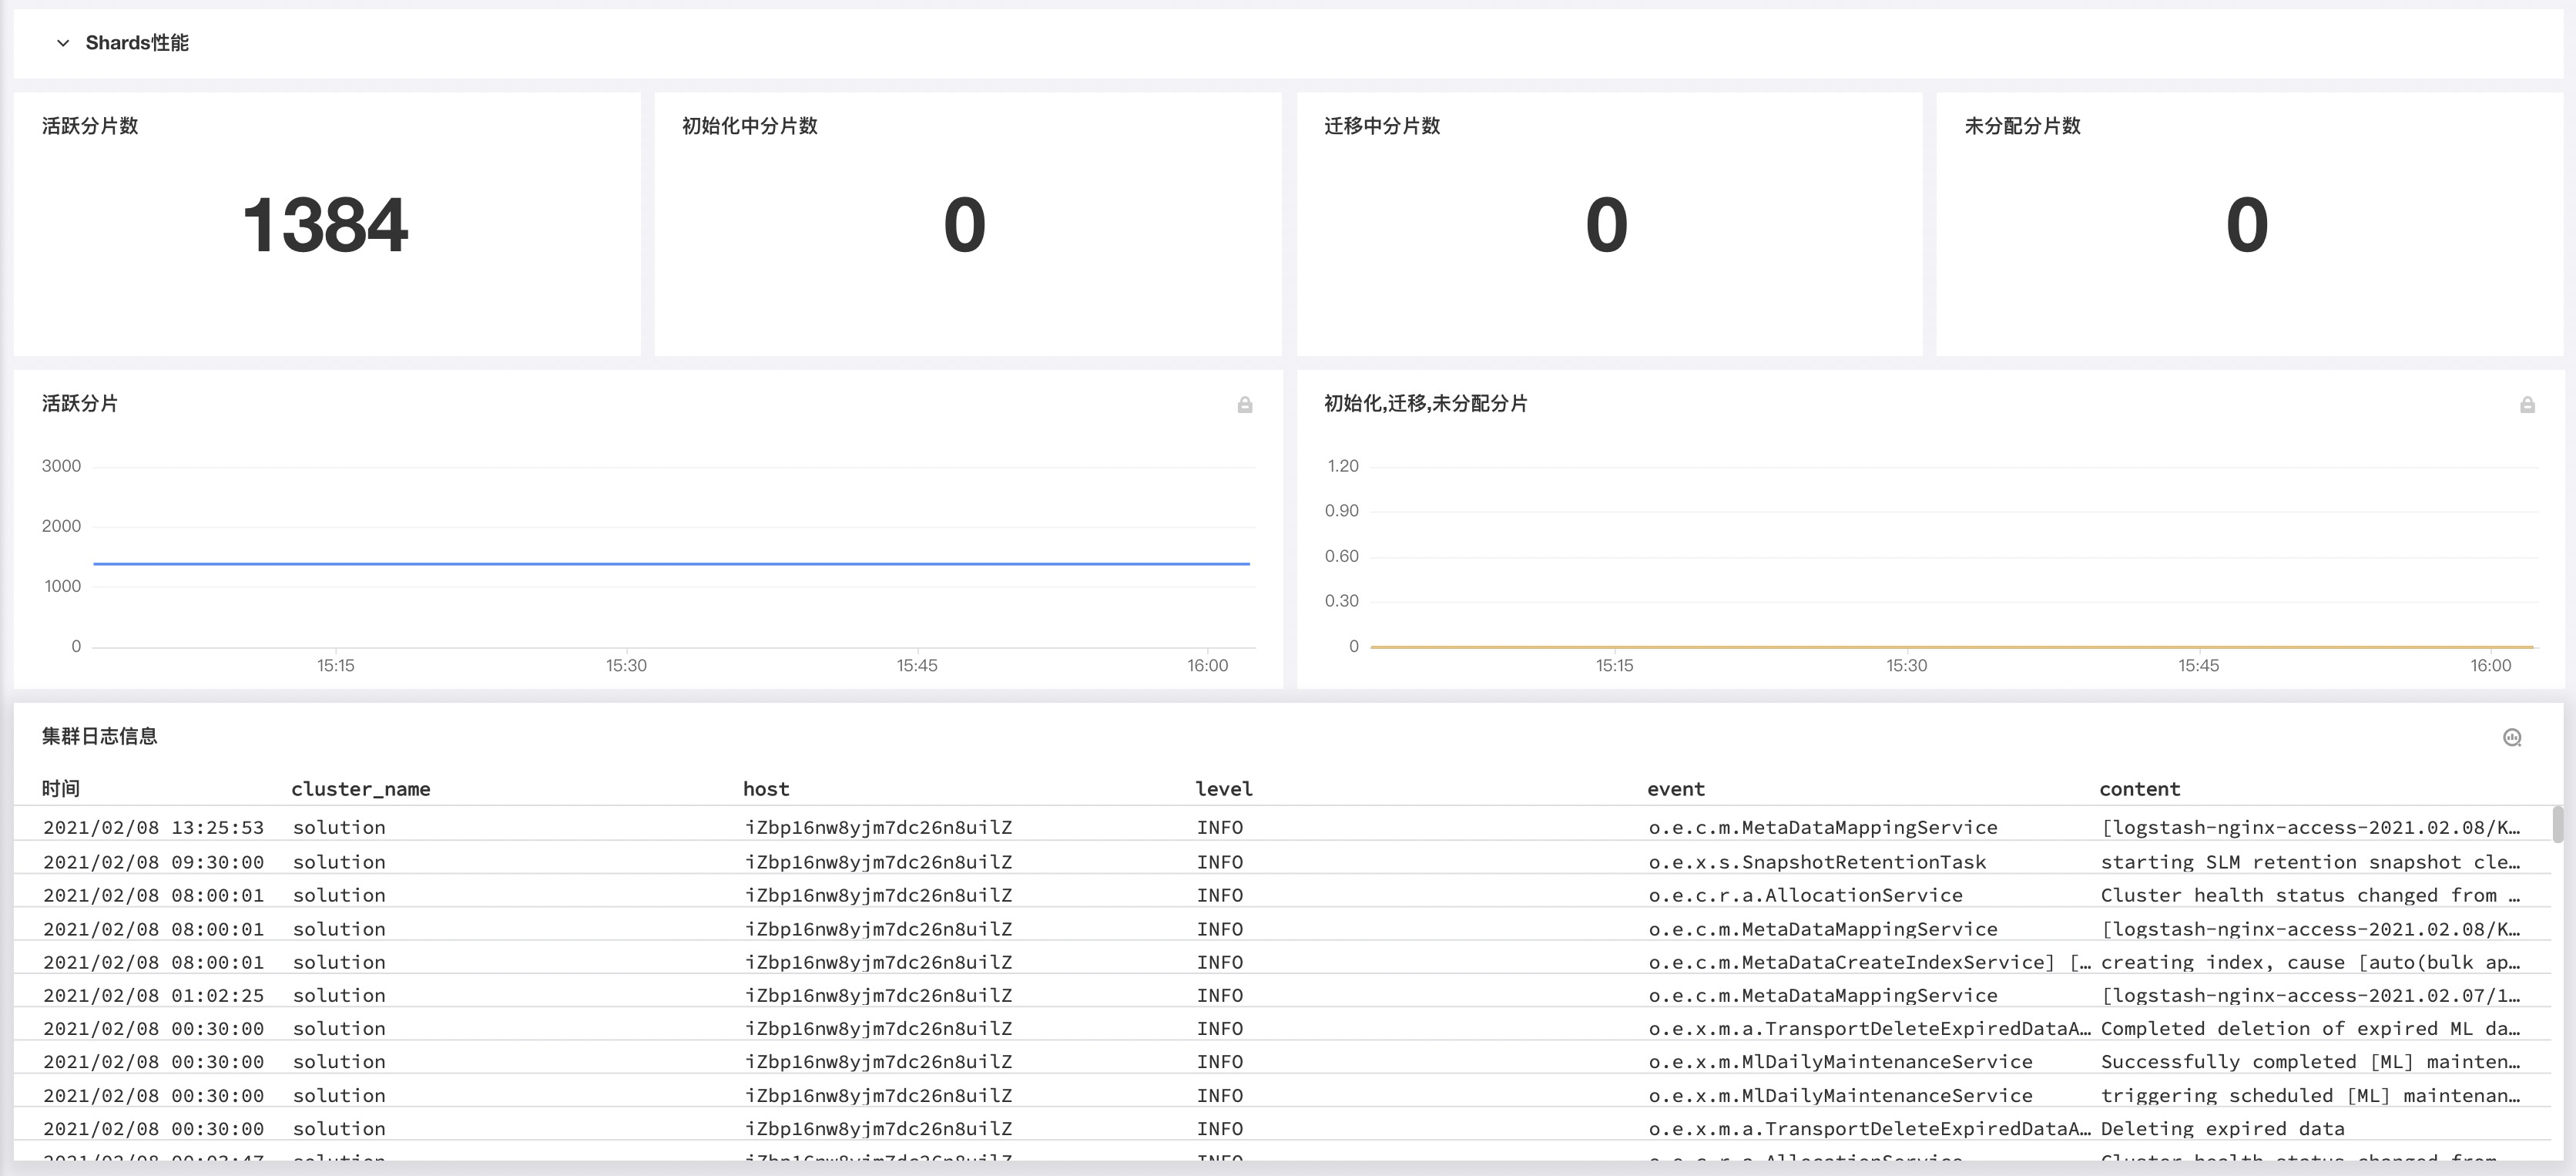 Shards性能
活跃分片数
初始化中分片数
迁移中分片数
未分配分片数
1384
0
0
0
活跃分片
初始化,迁移,未分配分片
3000
2000
1000
0
15:15
15:30
15:45
16:00
1.20
0.90
0.60
0.30
0
15:15
15:30
15:45
16:00
集群日志信息
时间 cluster_name host level event content
2021/02/08 13:25:53 solution iZbp16nw8yjm7dc26n8uilZ INFO o.e.c.m.MetaDataMappingService [logstash-nginx-access-2021.02.08/K…
2021/02/08 09:30:00 solution iZbp16nw8yjm7dc26n8uilZ INFO o.e.x.s.SnapshotRetentionTask starting SLM retention snapshot cle…
2021/02/08 08:00:01 solution iZbp16nw8yjm7dc26n8uilZ INFO o.e.c.r.a.AllocationService Cluster health status changed from …
2021/02/08 08:00:01 solution iZbp16nw8yjm7dc26n8uilZ INFO o.e.c.m.MetaDataMappingService [logstash-nginx-access-2021.02.08/K…
2021/02/08 08:00:01 solution iZbp16nw8yjm7dc26n8uilZ INFO o.e.c.m.MetaDataCreateIndexService] [… creating index, cause [auto(bulk ap…
2021/02/08 01:02:25 solution iZbp16nw8yjm7dc26n8uilZ INFO o.e.c.m.MetaDataMappingService [logstash-nginx-access-2021.02.07/1…
2021/02/08 00:30:00 solution iZbp16nw8yjm7dc26n8uilZ INFO o.e.x.m.a.TransportDeleteExpiredDataA… Completed deletion of expired ML da…
2021/02/08 00:30:00 solution iZbp16nw8yjm7dc26n8uilZ INFO o.e.x.m.MlDailyMaintenanceService Successfully completed [ML] mainten…
2021/02/08 00:30:00 solution iZbp16nw8yjm7dc26n8uilZ INFO o.e.x.m.MlDailyMaintenanceService triggering scheduled [ML] maintenan…
2021/02/08 00:30:00 solution iZbp16nw8yjm7dc26n8uilZ INFO o.e.x.m.a.TransportDeleteExpiredDataA… Deleting expired data